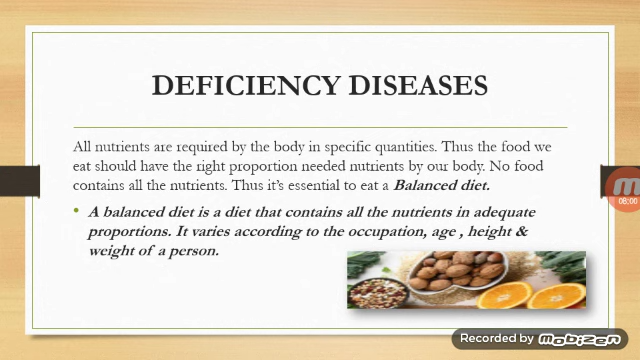 DEFICIENCY DISEASES
All nutrients are required by the body in specific quantities. Thus the food we
eat should have the right proportion needed nutrients by our body. No food
contains all the nutrients. Thus it's essential to eat a Balanced diet.
• A balanced diet is a diet that contains all the nutrients in adequate
proportions. It varies according to the occupation, age , height &
weight of a person.
08:00
Recorded by mobizen